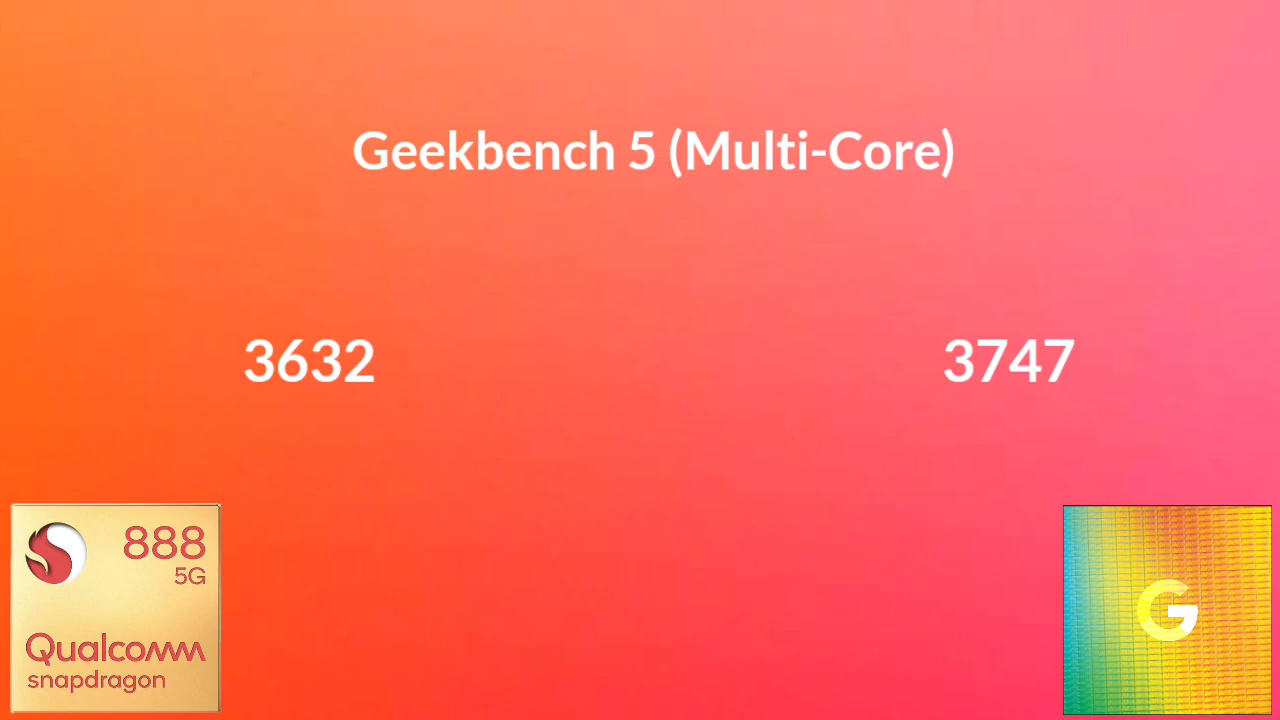 Geekbench 5 (Multi-Core)
3632
3747
888
5G
Qualcomm
snapdragon
G